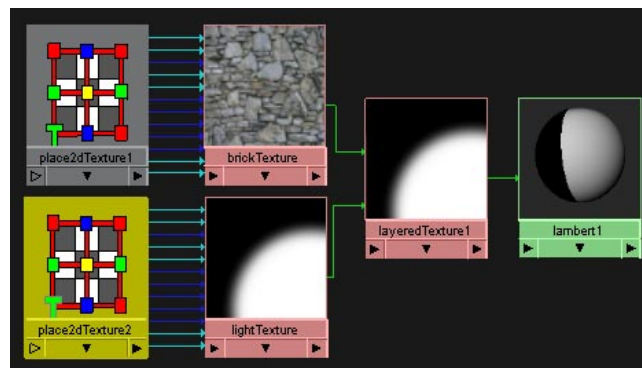 place2dTexture1
brickTexture
layeredTexture1
lambert1
place2dTexture2
lightTexture